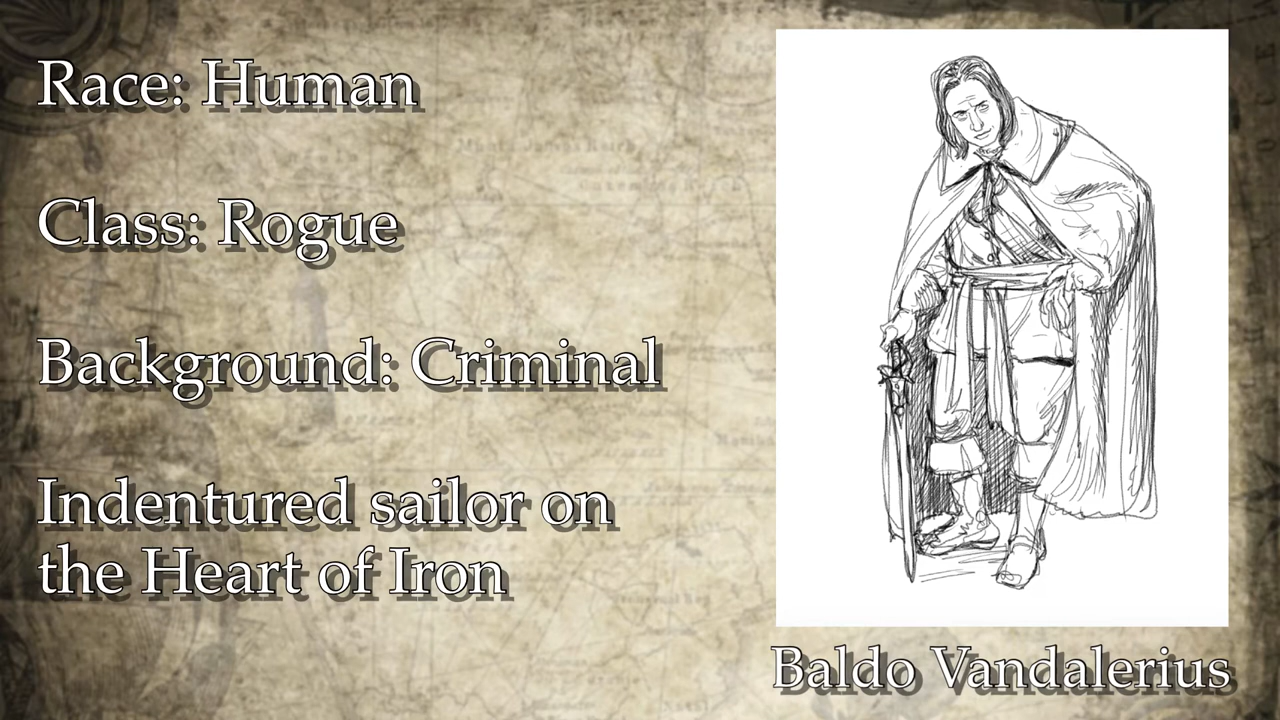 Race: Human
Class: Rogue
Background: Criminal
Indentured sailor on
the Heart of Iron
Baldo Vandalerius